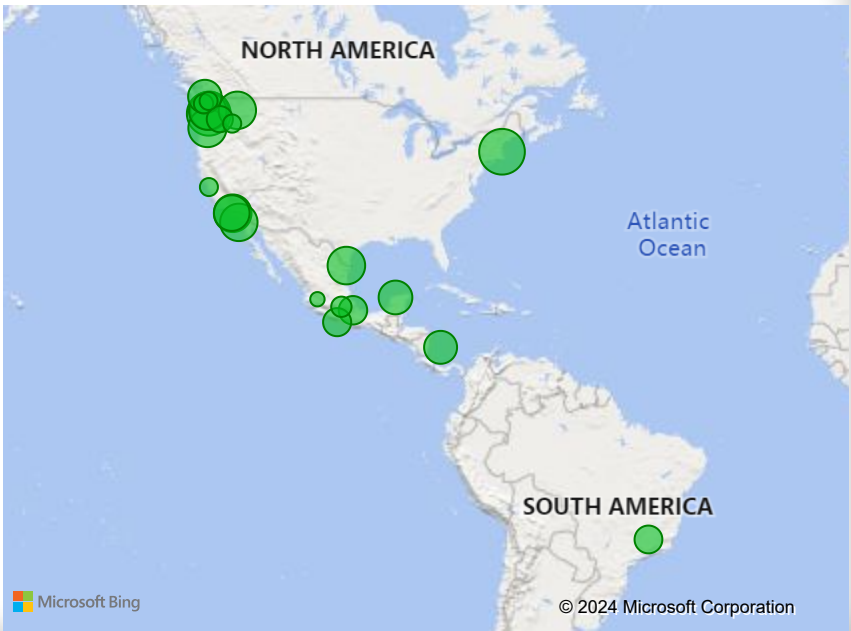 NORTH AMERICA
Atlantic
Ocean
SOUTH AMERICA
Microsoft Bing
© 2024 Microsoft Corporation